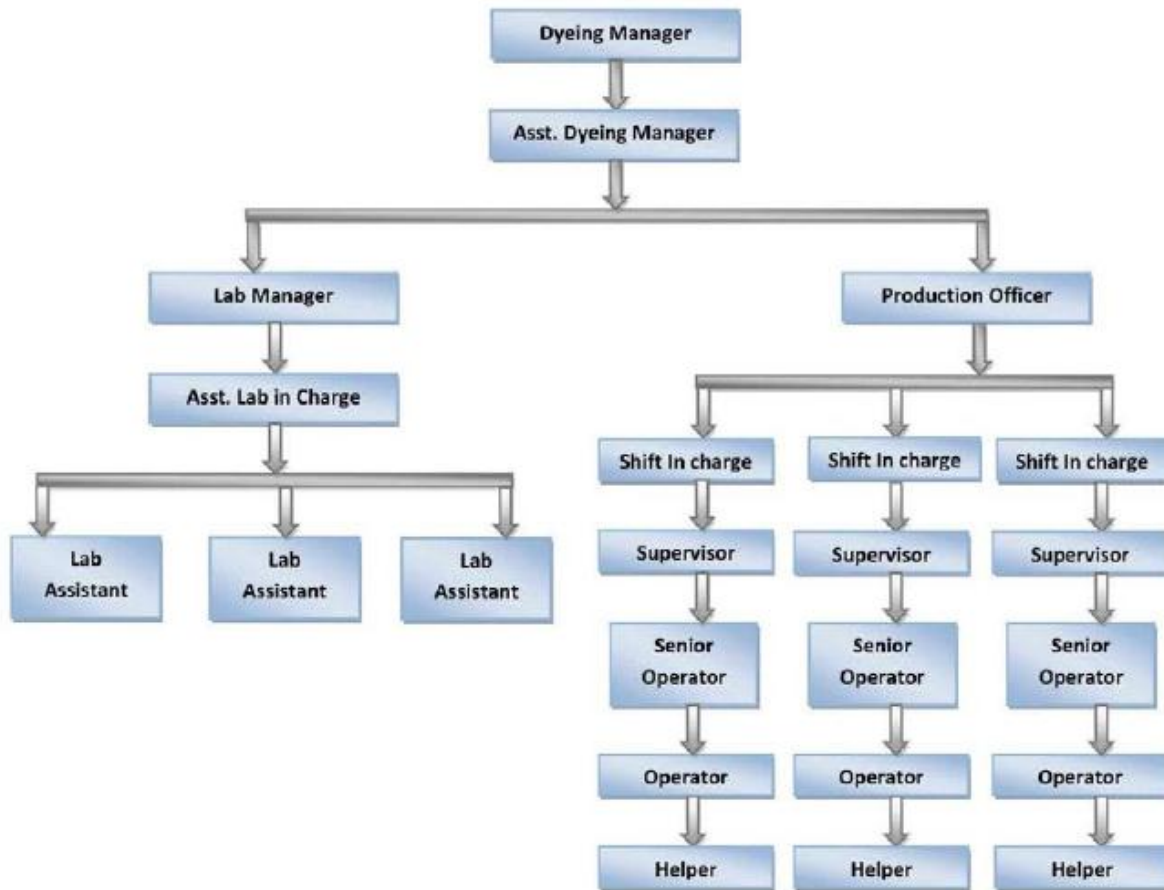 Dyeing Manager
Asst. Dyeing Manager
Lab Manager
Production Officer
Asst. Lab in Charge
Shift In charge
Shift In charge
Shift In charge
Lab
Assistant
Lab
Assistant
Lab
Assistant
Supervisor
Supervisor
Supervisor
Senior
Operator
Senior
Operator
Senior
Operator
Operator
Operator
Operator
Helper
Helper
Helper